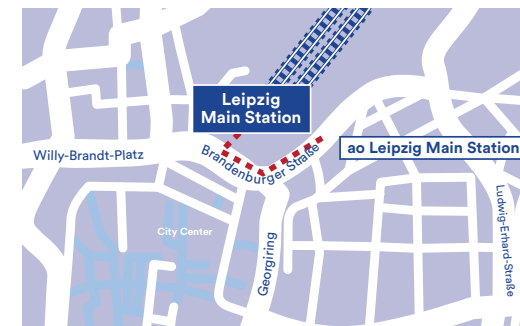 Leipzig
Main Station
ao Leipzig Main Station
Willy-Brandt-Platz
Brandenburger Straße
City Center
Georgiring
Ludwig-Erhard-Straße